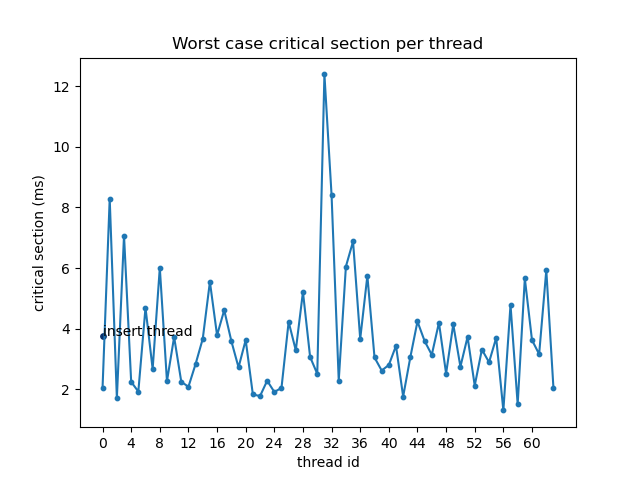 Worst case critical section per thread
critical section (ms)
12
10
8
6
4
2
insert thread
0 4 8 12 16 20 24 28 32 36 40 44 48 52 56 60
thread id